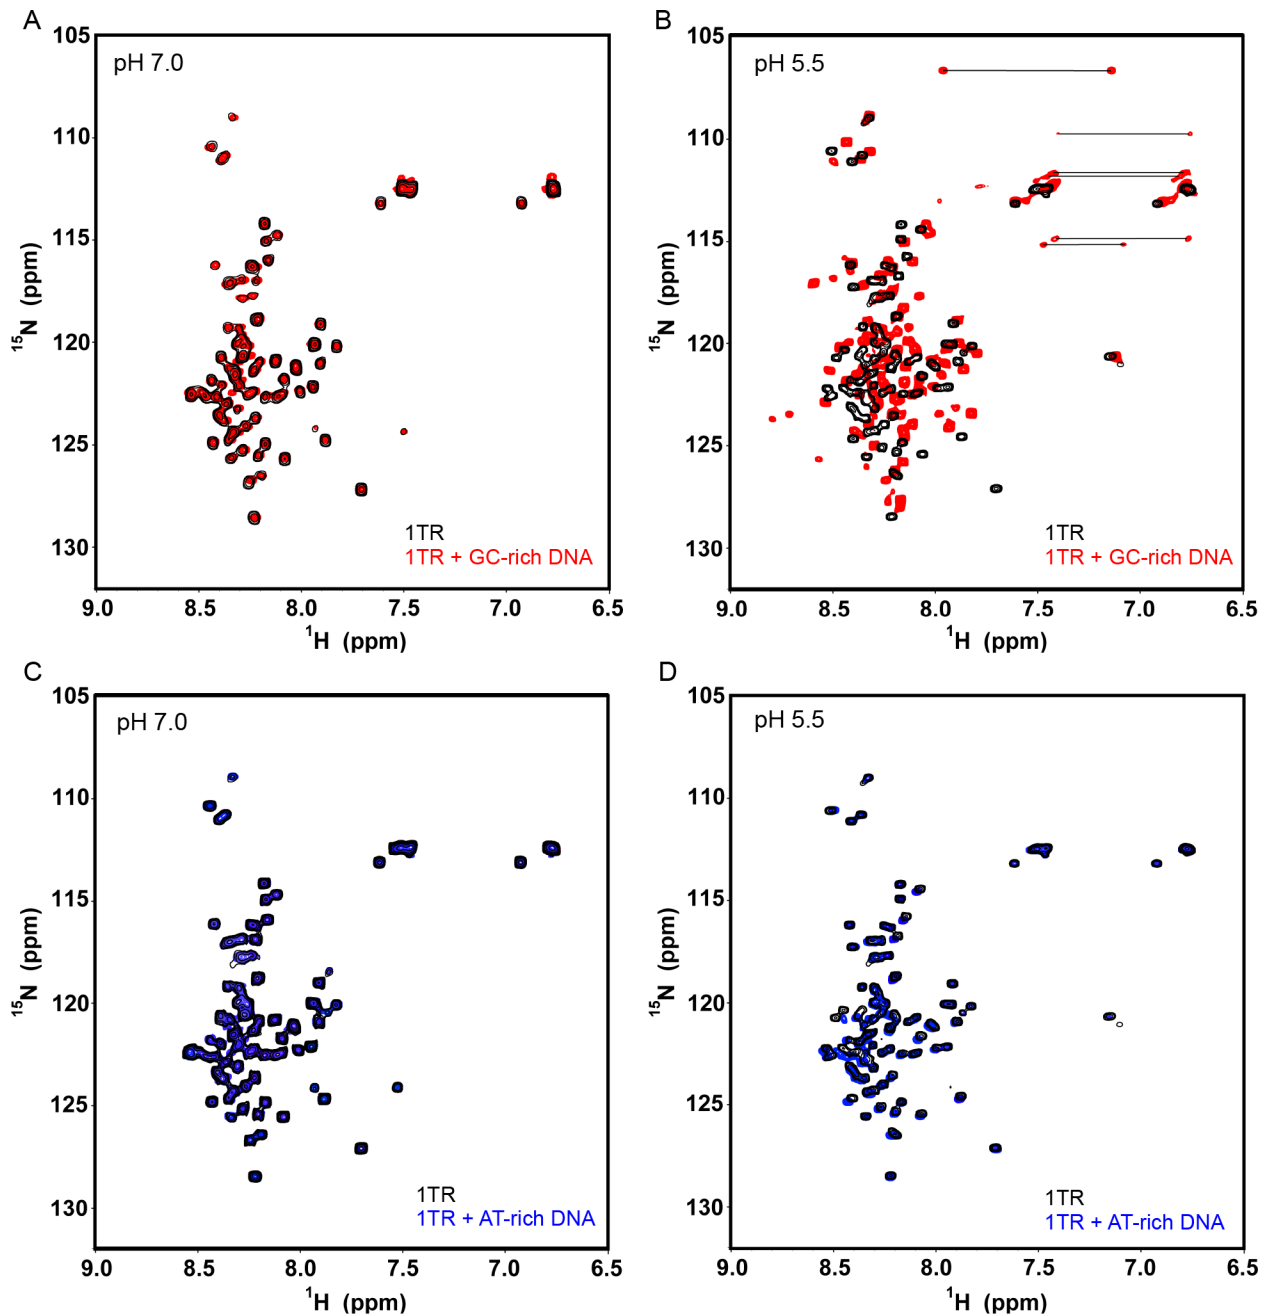 A
105
pH 7.0
110
115
120
125
130
15N (ppm)
1TR
1TR + GC-rich DNA
9.0 8.5 8.0 7.5 7.0 6.5
1H (ppm)
B
105
pH 5.5
110
115
120
125
130
15N (ppm)
1TR
1TR + GC-rich DNA
9.0 8.5 8.0 7.5 7.0 6.5
1H (ppm)
C
105
pH 7.0
110
115
120
125
130
15N (ppm)
1TR
1TR + AT-rich DNA
9.0 8.5 8.0 7.5 7.0 6.5
1H (ppm)
D
105
pH 5.5
110
115
120
125
130
15N (ppm)
1TR
1TR + AT-rich DNA
9.0 8.5 8.0 7.5 7.0 6.5
1H (ppm)